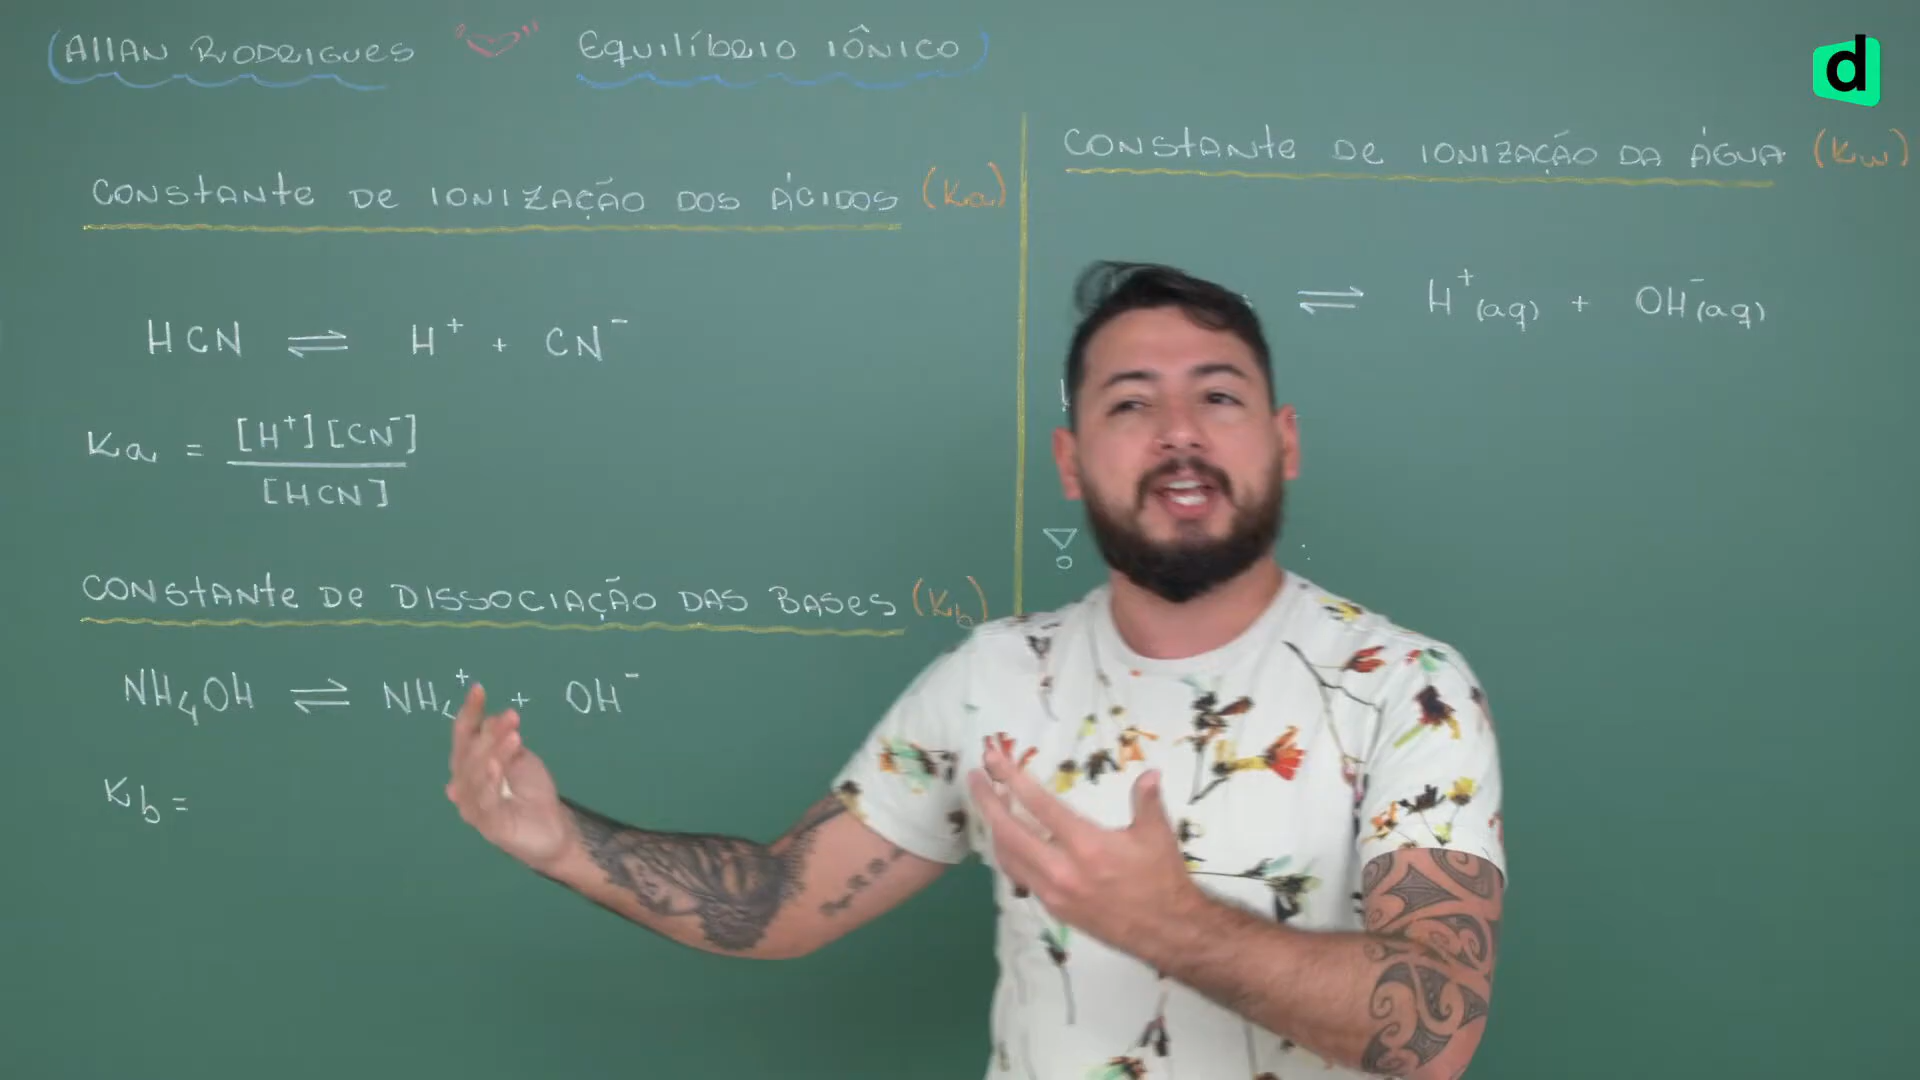 Allan Rodrigues "♡" Equilíbrio Iônico
Constante de ionização dos ácidos (Ka)
HCN ⇌ H⁺ + CN⁻
Ka = [H⁺][CN⁻]
[HCN]
Constante de dissociação das bases (Kb)
NH₄OH ⇌ NH₄⁺ + OH⁻
Kb =
Constante de ionização da água (Kw)
⇌ H⁺(aq) + OH⁻(aq)
d